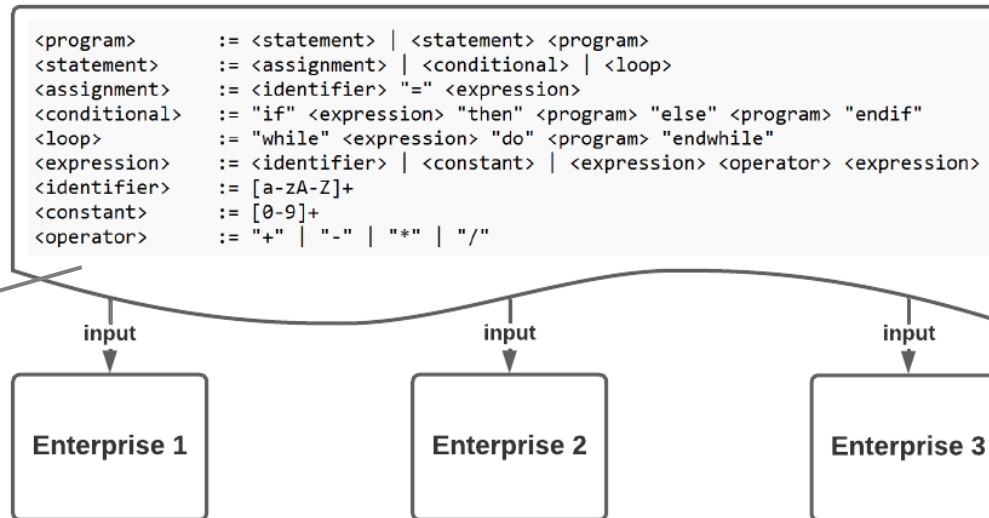 <program> := <statement> | <statement> <program>
<statement> := <assignment> | <conditional> | <loop>
<assignment> := <identifier> "=" <expression>
<conditional> := "if" <expression> "then" <program> "else" <program> "endif"
<loop> := "while" <expression> "do" <program> "endwhile"
<expression> := <identifier> | <constant> | <expression> <operator> <expression>
<identifier> := [a-zA-Z]+
<constant> := [0-9]+
<operator> := "+" | "-" | "*" | "/"
input input input
Enterprise 1 Enterprise 2 Enterprise 3